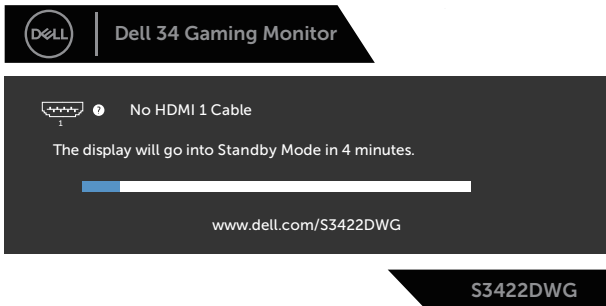 DELL
Dell 34 Gaming Monitor
? No HDMI 1 Cable
1
The display will go into Standby Mode in 4 minutes.
www.dell.com/S3422DWG
S3422DWG